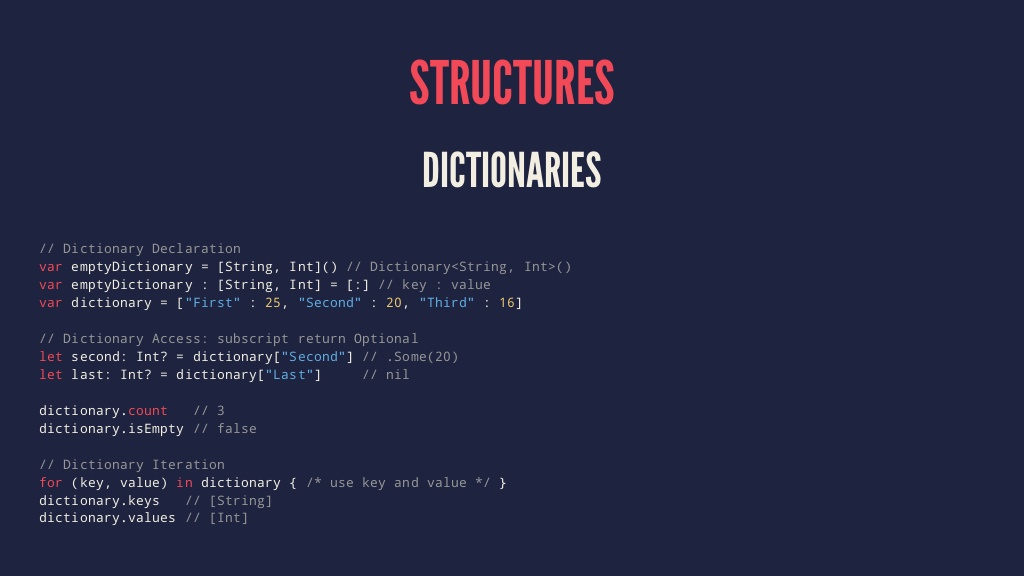 STRUCTURES
DICTIONARIES
// Dictionary Declaration
var emptyDictionary = [String, Int]() // Dictionary<String, Int>()
var emptyDictionary : [String, Int] = [:] // key : value
var dictionary = ["First" : 25, "Second" : 20, "Third" : 16]
// Dictionary Access: subscript return Optional
let second: Int? = dictionary["Second"] // .Some(20)
let last: Int? = dictionary["Last"]     // nil
dictionary.count   // 3
dictionary.isEmpty // false
// Dictionary Iteration
for (key, value) in dictionary { /* use key and value */ }
dictionary.keys   // [String]
dictionary.values // [Int]